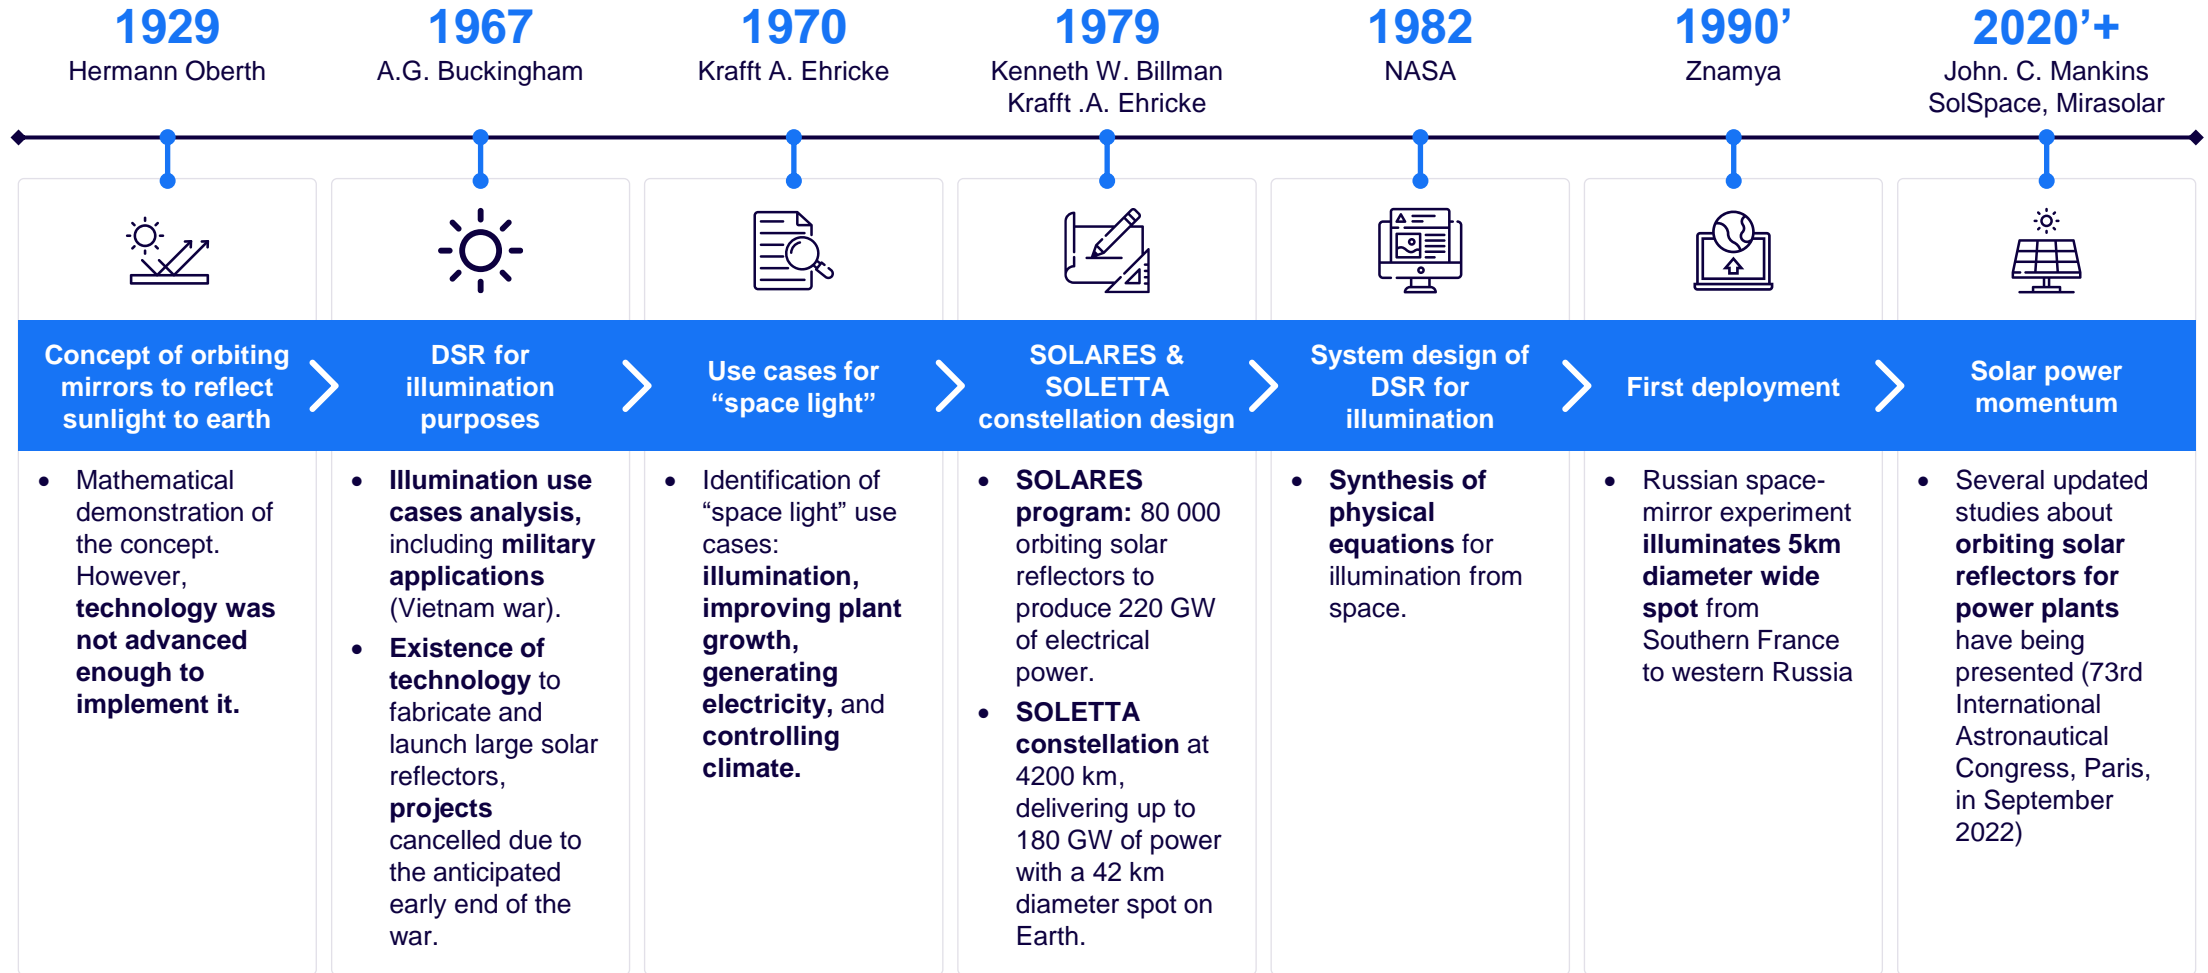 1929
Hermann Oberth
1967
A.G. Buckingham
1970
Krafft A. Ehricke
1979
Kenneth W. Billman
Krafft .A. Ehricke
1982
NASA
1990’
Znamya
2020’+
John. C. Mankins
SolSpace, Mirasolar
Concept of orbiting
mirrors to reflect
sunlight to earth
DSR for
illumination
purposes
Use cases for
“space light”
SOLARES &
SOLETTA
constellation design
System design of
DSR for
illumination
First deployment
Solar power
momentum
• Mathematical
demonstration of
the concept.
However,
technology was
not advanced
enough to
implement it.
• Illumination use
cases analysis,
including military
applications
(Vietnam war).
• Existence of
technology to
fabricate and
launch large solar
reflectors,
projects
cancelled due to
the anticipated
early end of the
war.
• Identification of
“space light” use
cases:
illumination,
improving plant
growth,
generating
electricity, and
controlling
climate.
• SOLARES
program: 80 000
orbiting solar
reflectors to
produce 220 GW
of electrical
power.
• SOLETTA
constellation at
4200 km,
delivering up to
180 GW of power
with a 42 km
diameter spot on
Earth.
• Synthesis of
physical
equations for
illumination from
space.
• Russian space-
mirror experiment
illuminates 5km
diameter wide
spot from
Southern France
to western Russia
• Several updated
studies about
orbiting solar
reflectors for
power plants
have being
presented (73rd
International
Astronautical
Congress, Paris,
in September
2022)